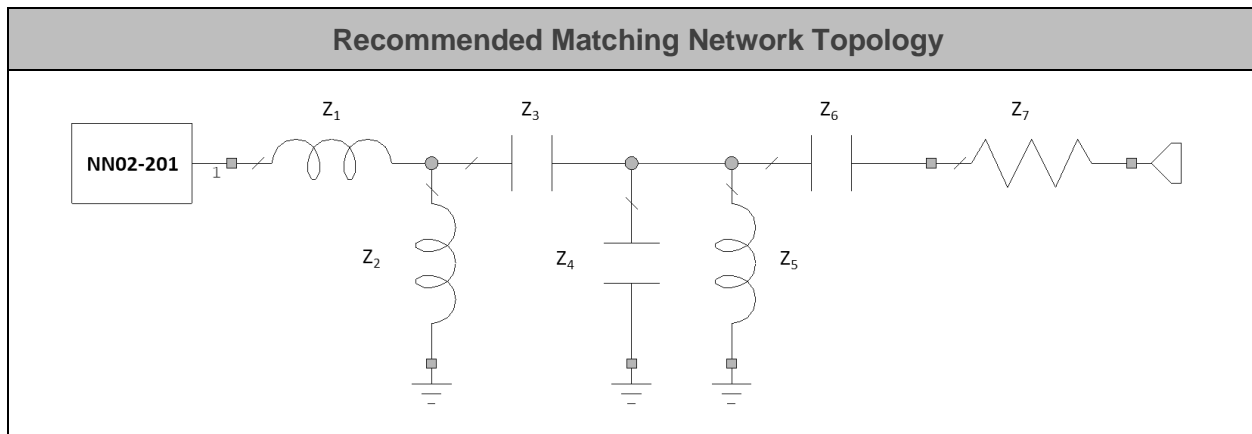 Recommended Matching Network Topology
Z1
Z3
Z6
Z7
NN02-201
1
Z2
Z4
Z5